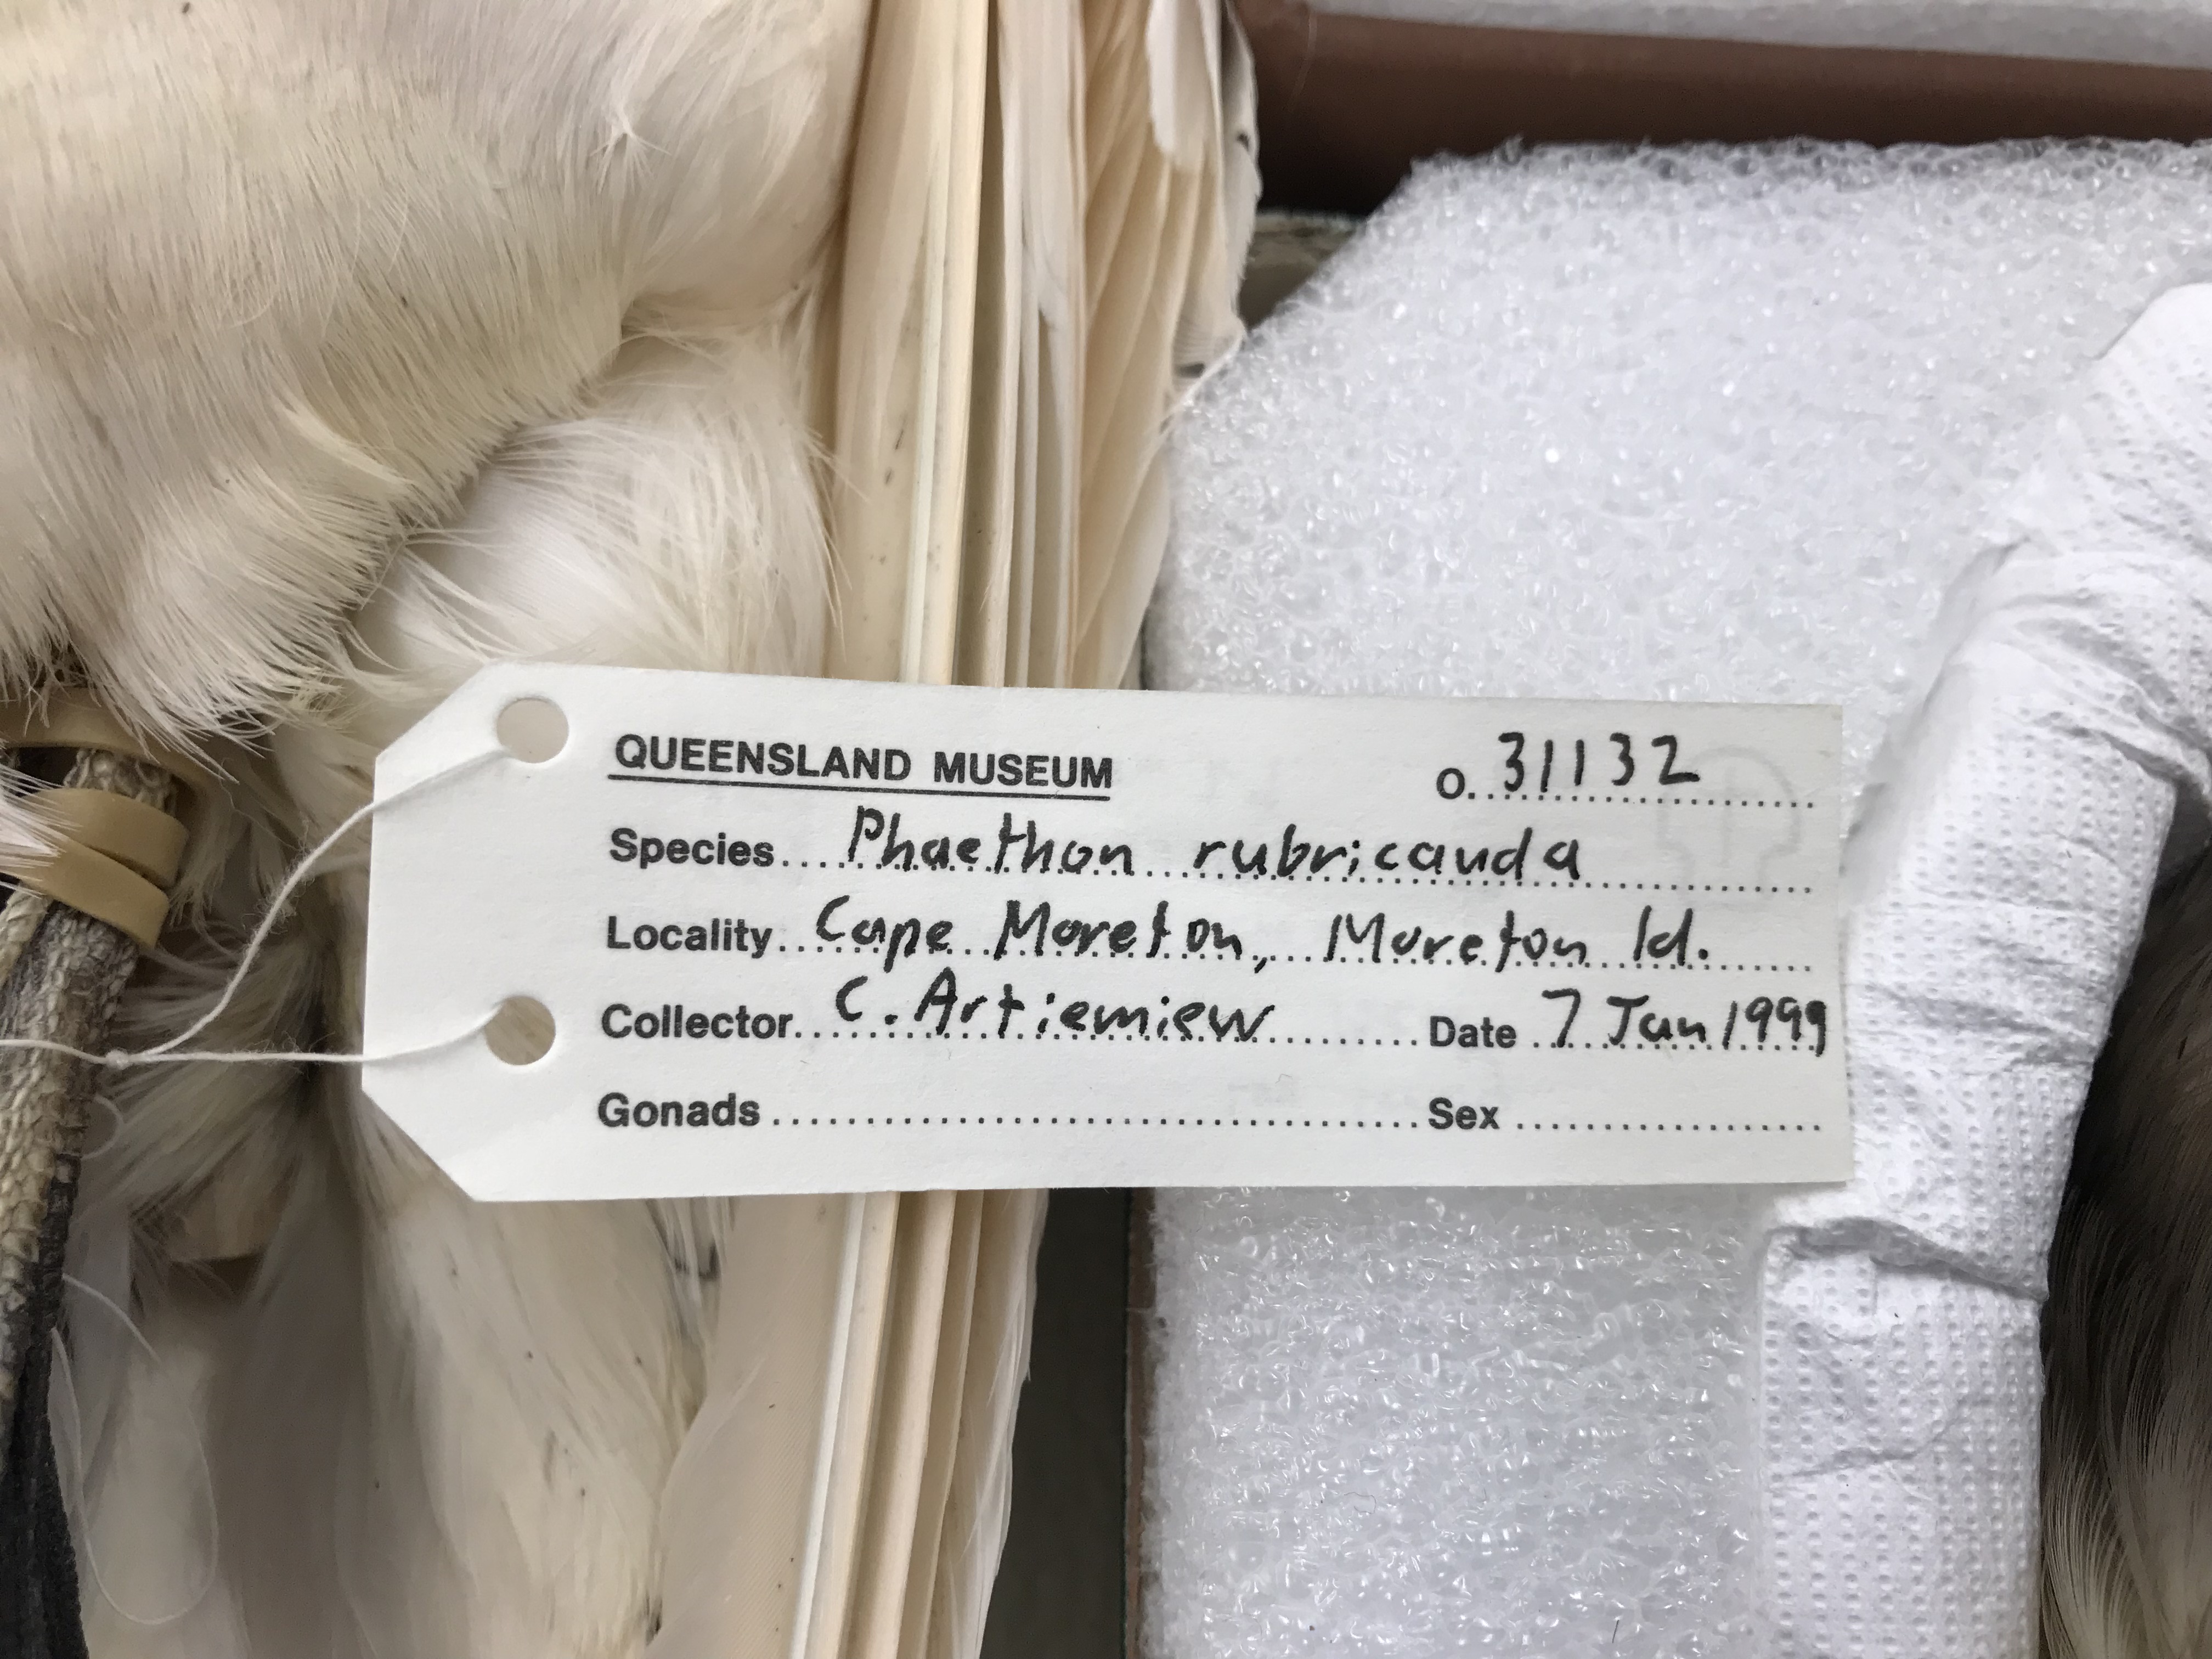 QUEENSLAND MUSEUM o. 31132
Species Phaethon rubricauda
Locality Cape Moreton, Moreton Id.
Collector C. Artiemiew Date 7 Jan 1999
Gonads Sex